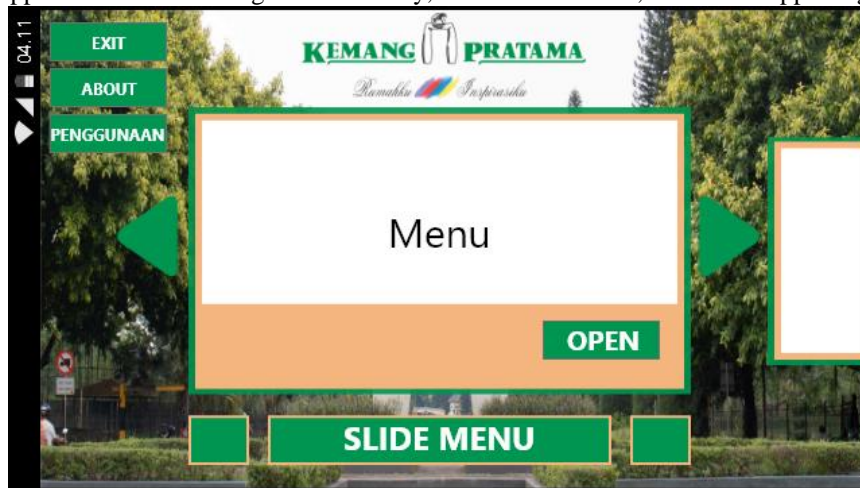 04.11
EXIT
ABOUT
PENGGUNAAN
KEMANG PRATAMA
Rumahku Inspirasiku
Menu
OPEN
SLIDE MENU